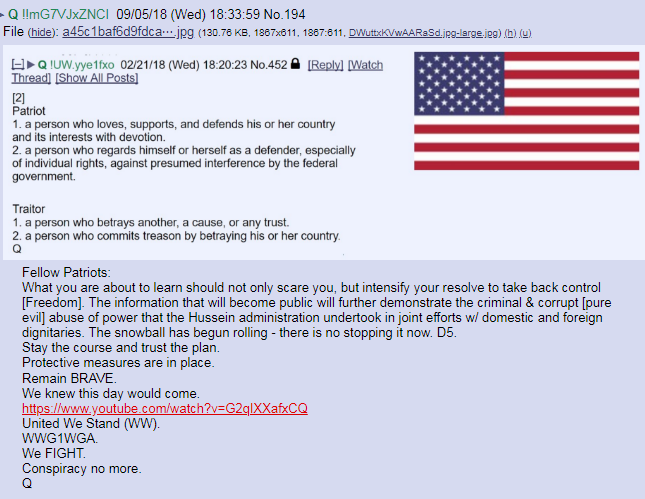 Q !!mG7VJxZNCI 09/05/18 (Wed) 18:33:59 No.194
File (hide): a45c1baf6d9fdca⋯.jpg (130.76 KB, 1867x611, 1867:611, DWuttxKVwAARaSd.jpg-large.jpg) (h) (u)
[–] ▶ Q !UW.yye1fxo 02/21/18 (Wed) 18:20:23 No.452 [Reply] [Watch
Thread] [Show All Posts]
[2]
Patriot
1. a person who loves, supports, and defends his or her country
and its interests with devotion.
2. a person who regards himself or herself as a defender, especially
of individual rights, against presumed interference by the federal
government.
Traitor
1. a person who betrays another, a cause, or any trust.
2. a person who commits treason by betraying his or her country.
Q
Fellow Patriots:
What you are about to learn should not only scare you, but intensify your resolve to take back control
[Freedom]. The information that will become public will further demonstrate the criminal & corrupt [pure
evil] abuse of power that the Hussein administration undertook in joint efforts w/ domestic and foreign
dignitaries. The snowball has begun rolling - there is no stopping it now. D5.
Stay the course and trust the plan.
Protective measures are in place.
Remain BRAVE.
We knew this day would come.
https://www.youtube.com/watch?v=G2qIXXafxCQ
United We Stand (WW).
WWG1WGA.
We FIGHT.
Conspiracy no more.
Q